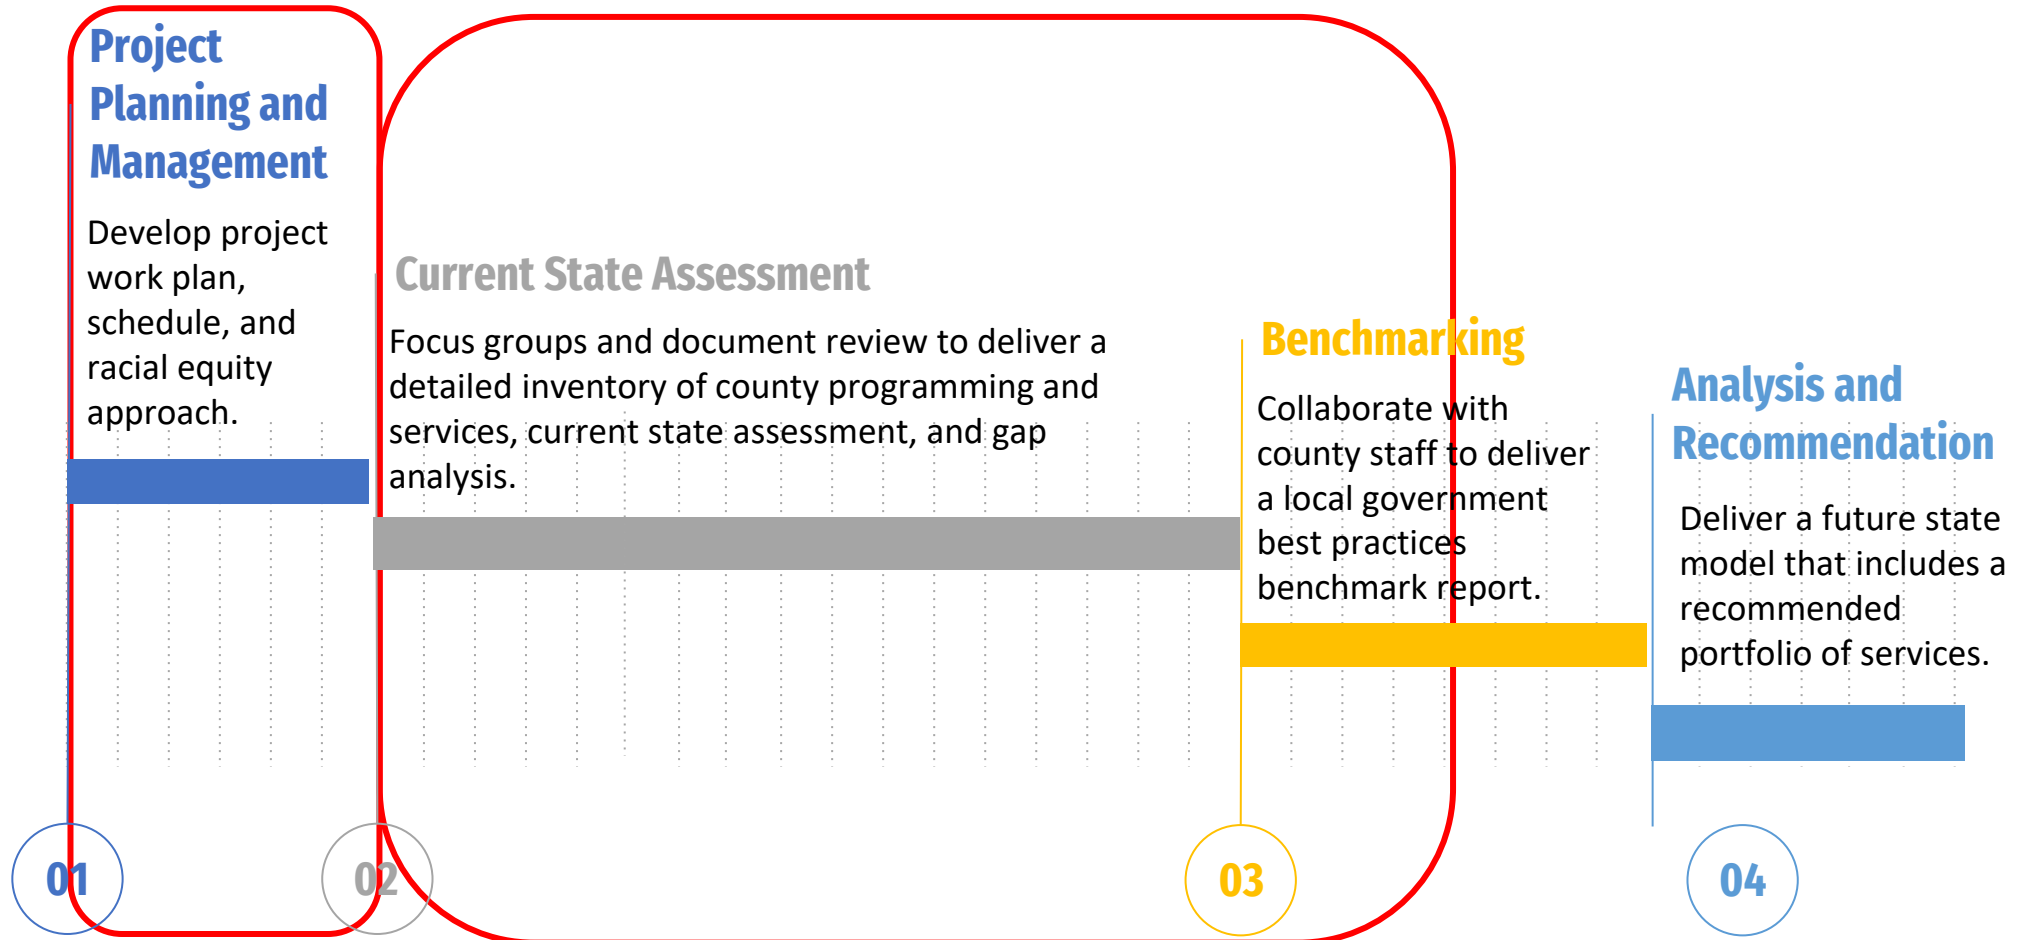 Project
Planning and
Management
Develop project
work plan,
schedule, and
racial equity
approach.
Current State Assessment
Focus groups and document review to deliver a
detailed inventory of county programming and
services, current state assessment, and gap
analysis.
Benchmarking
Collaborate with
county staff to deliver
a local government
best practices
benchmark report.
Analysis and
Recommendation
Deliver a future state
model that includes a
recommended
portfolio of services.
01
02
03
04